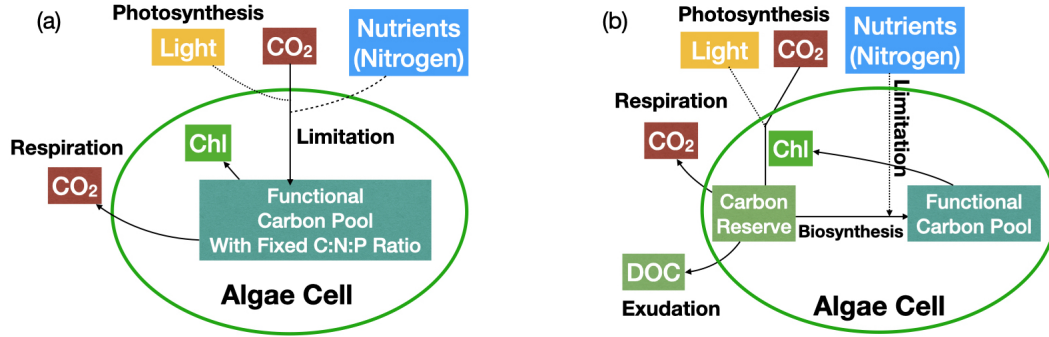 (a)
Photosynthesis
Light
CO₂
Nutrients
(Nitrogen)
Limitation
Respiration
CO₂
Chl
Functional
Carbon Pool
With Fixed C:N:P Ratio
Algae Cell
(b)
Photosynthesis
Light
CO₂
Nutrients
(Nitrogen)
Limitation
Respiration
CO₂
Chl
Carbon
Reserve
Biosynthesis
Functional
Carbon Pool
DOC
Exudation
Algae Cell